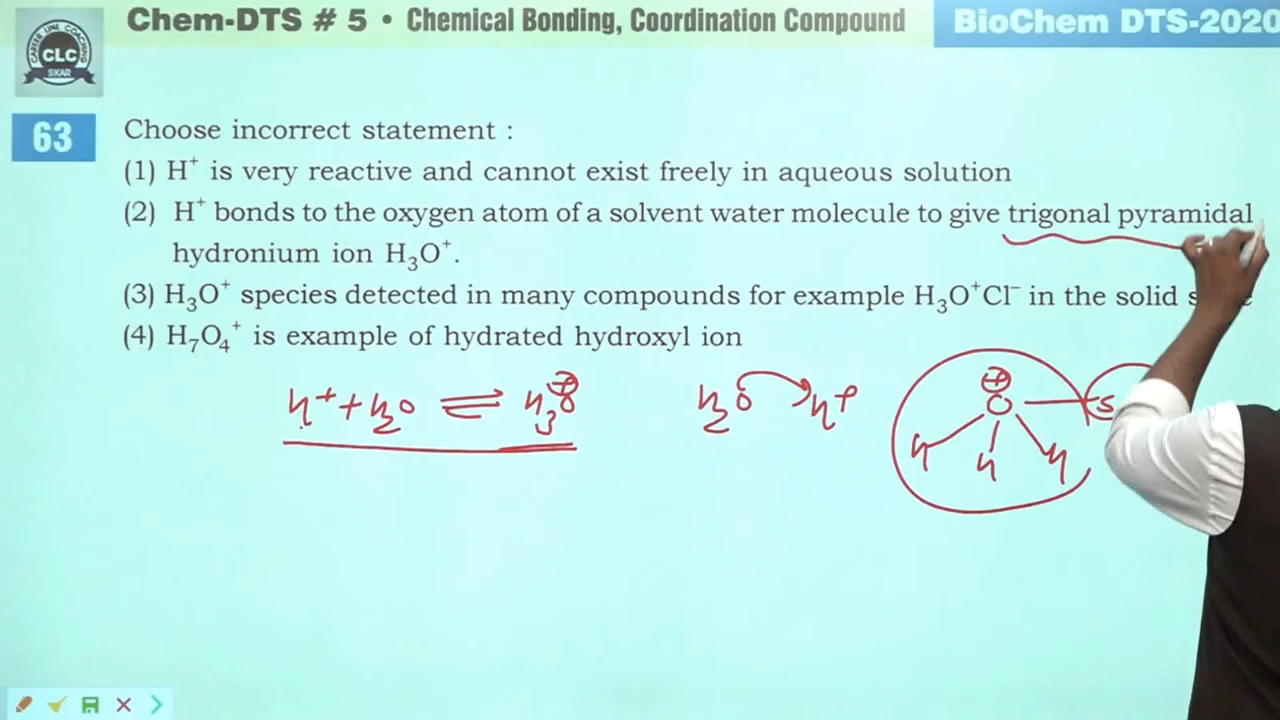 Chem-DTS # 5 • Chemical Bonding, Coordination Compound
BioChem DTS-2020
CAREER LINE COACHING
CLC
SIKAR
63
Choose incorrect statement :
(1) H⁺ is very reactive and cannot exist freely in aqueous solution
(2) H⁺ bonds to the oxygen atom of a solvent water molecule to give trigonal pyramidal
hydronium ion H₃O⁺.
(3) H₃O⁺ species detected in many compounds for example H₃O⁺Cl⁻ in the solid
(4) H₇O₄⁺ is example of hydrated hydroxyl ion
H⁺ + H₂O ⇌ H₃O⊕
H₂O H⁺
⊕
O
H H H